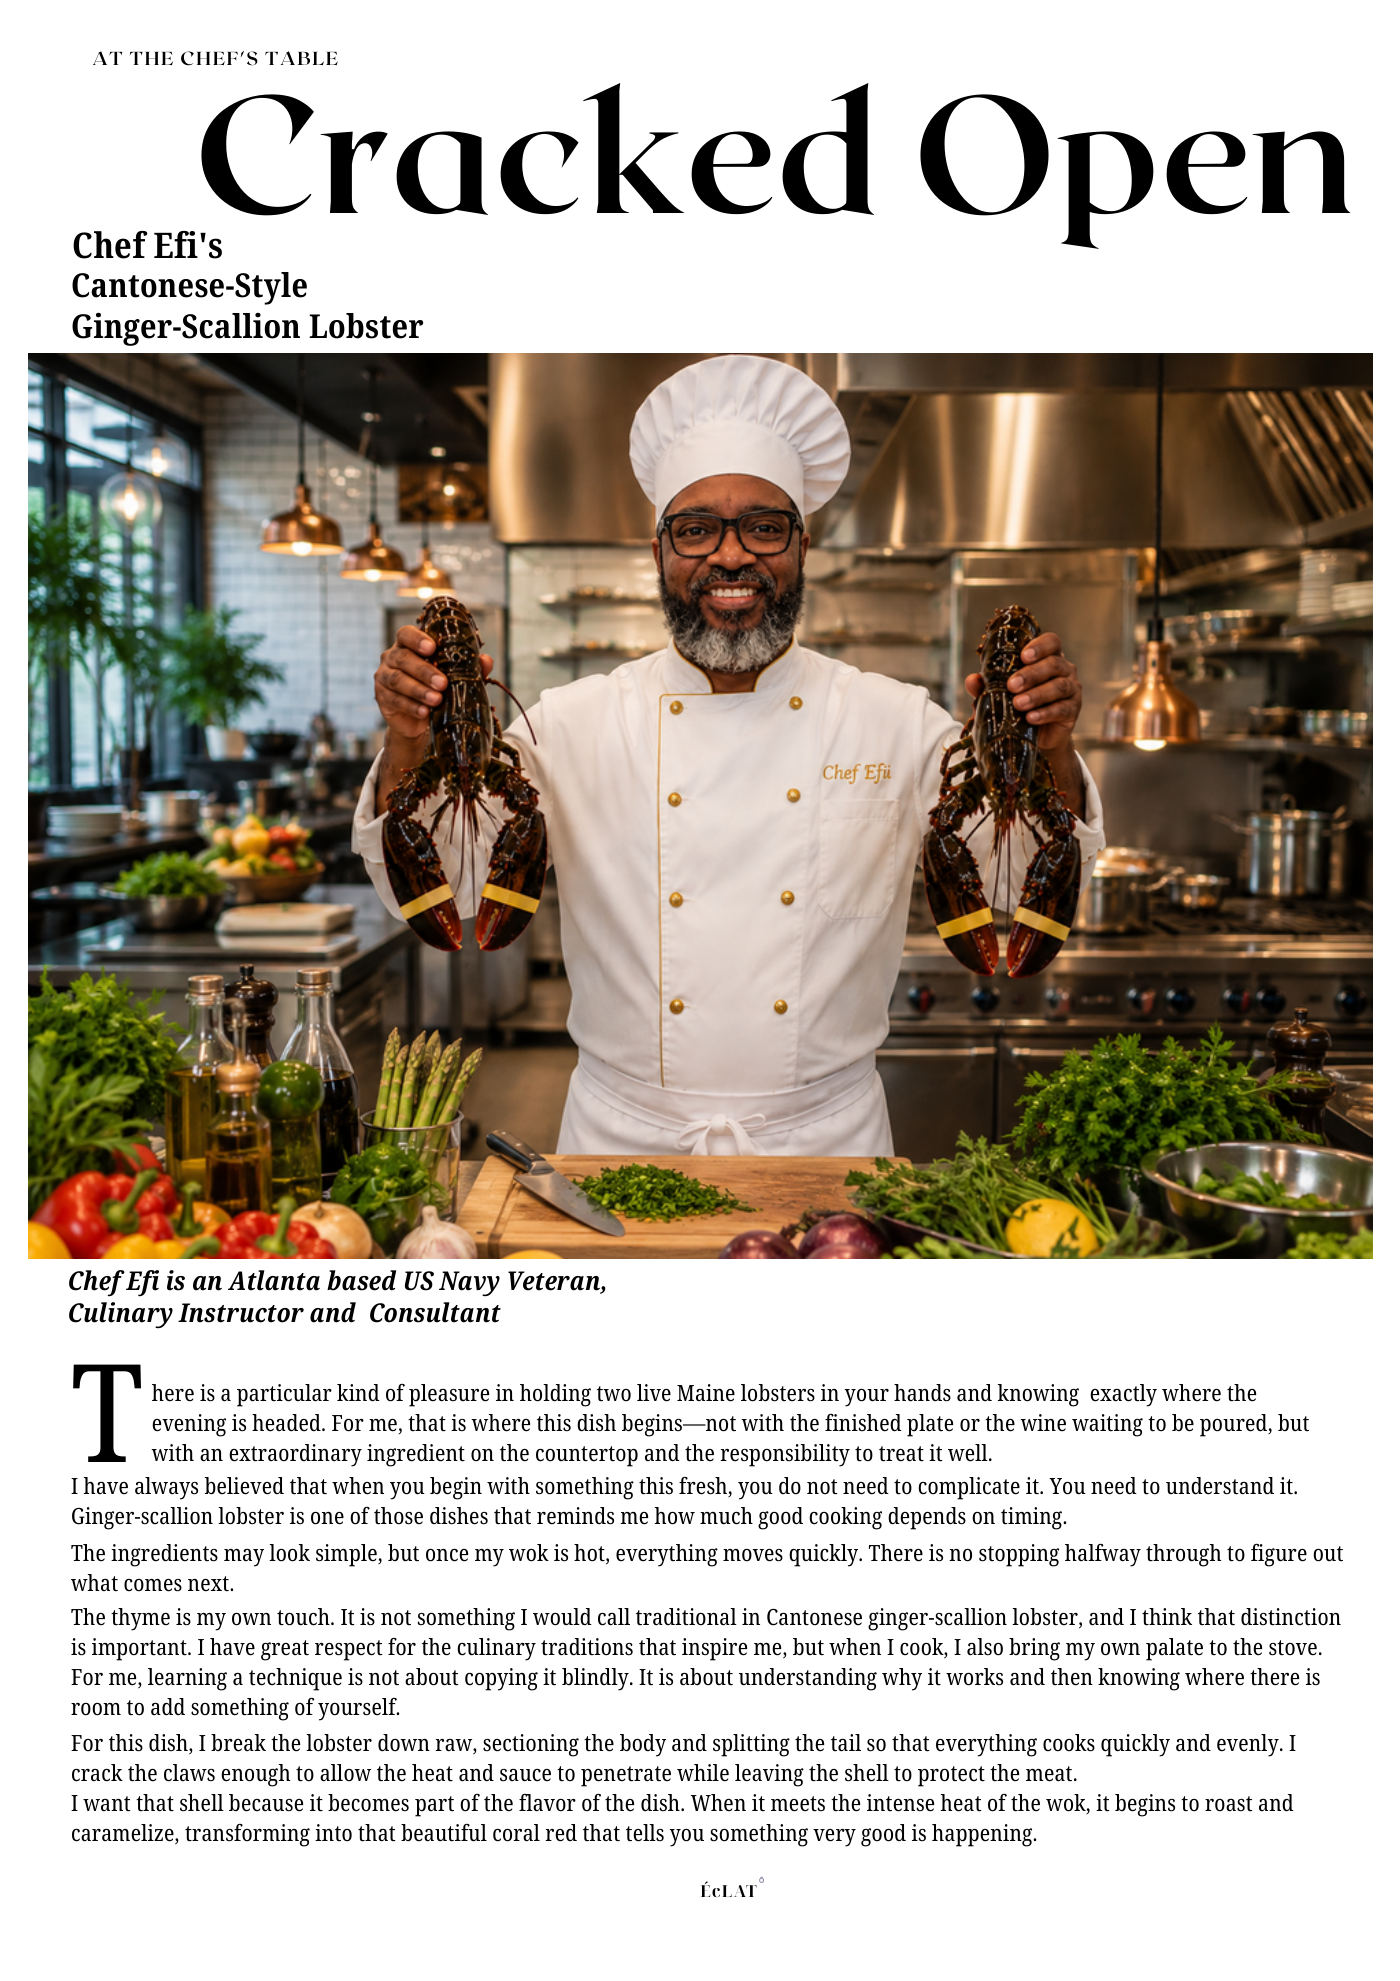 AT THE CHEF'S TABLE
Cracked Open
Chef Efi's
Cantonese-Style
Ginger-Scallion Lobster
Chef Efii
Chef Efi is an Atlanta based US Navy Veteran,
Culinary Instructor and  Consultant
There is a particular kind of pleasure in holding two live Maine lobsters in your hands and knowing  exactly where the
evening is headed. For me, that is where this dish begins—not with the finished plate or the wine waiting to be poured, but
with an extraordinary ingredient on the countertop and the responsibility to treat it well.
I have always believed that when you begin with something this fresh, you do not need to complicate it. You need to understand it.
Ginger-scallion lobster is one of those dishes that reminds me how much good cooking depends on timing.
The ingredients may look simple, but once my wok is hot, everything moves quickly. There is no stopping halfway through to figure out
what comes next.
The thyme is my own touch. It is not something I would call traditional in Cantonese ginger-scallion lobster, and I think that distinction
is important. I have great respect for the culinary traditions that inspire me, but when I cook, I also bring my own palate to the stove.
For me, learning a technique is not about copying it blindly. It is about understanding why it works and then knowing where there is
room to add something of yourself.
For this dish, I break the lobster down raw, sectioning the body and splitting the tail so that everything cooks quickly and evenly. I
crack the claws enough to allow the heat and sauce to penetrate while leaving the shell to protect the meat.
I want that shell because it becomes part of the flavor of the dish. When it meets the intense heat of the wok, it begins to roast and
caramelize, transforming into that beautiful coral red that tells you something very good is happening.
ÉcLAT